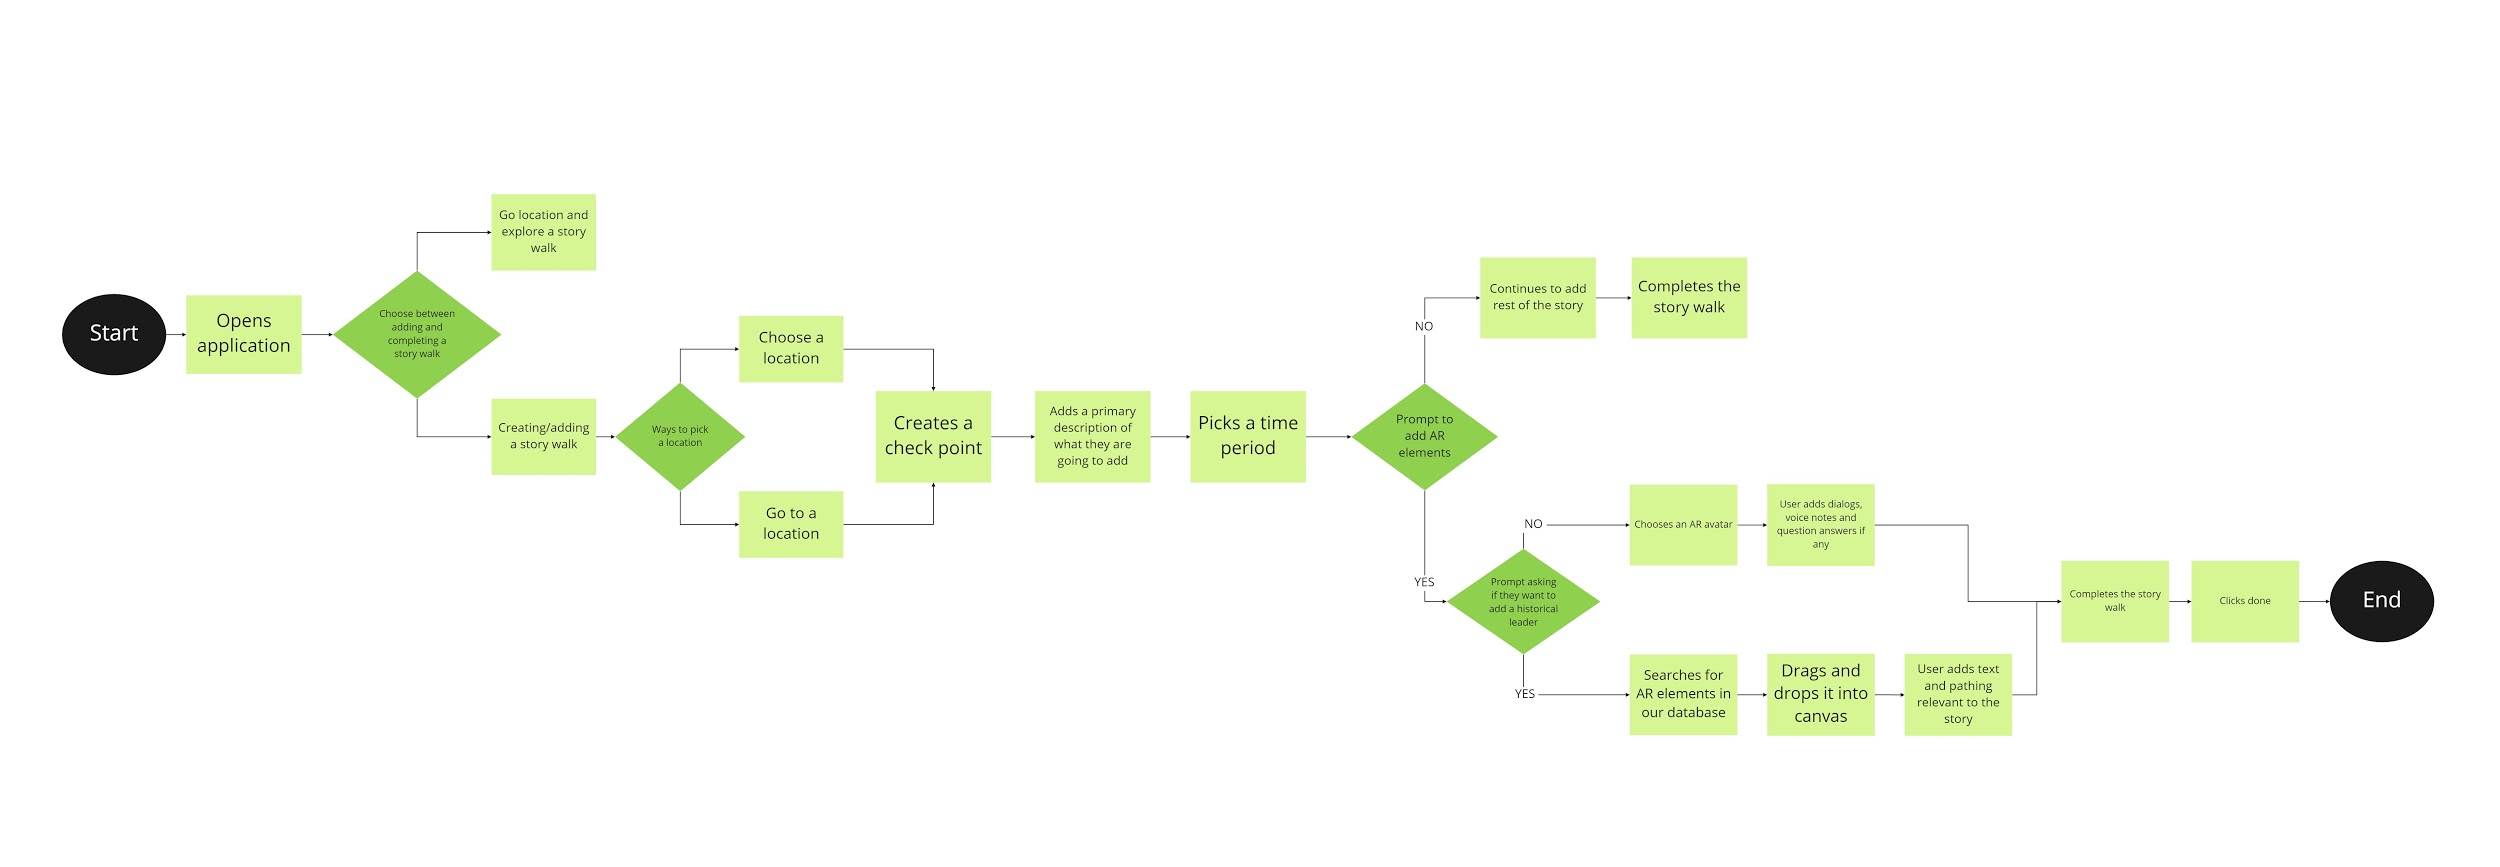 Start
Opens
application
Choose between
adding and
completing a
story walk
Go location and
explore a story
walk
Creating/adding
a story walk
Ways to pick
a location
Choose a
location
Go to a
location
Creates a
check point
Adds a primary
description of
what they are
going to add
Picks a time
period
Prompt to
add AR
elements
NO
Continues to add
rest of the story
Completes the
story walk
YES
Prompt asking
if they want to
add a historical
leader
NO
Chooses an AR avatar
User adds dialogs,
voice notes and
question answers if
any
YES
Searches for
AR elements in
our database
Drags and
drops it into
canvas
User adds text
and pathing
relevant to the
story
Completes the story
walk
Clicks done
End